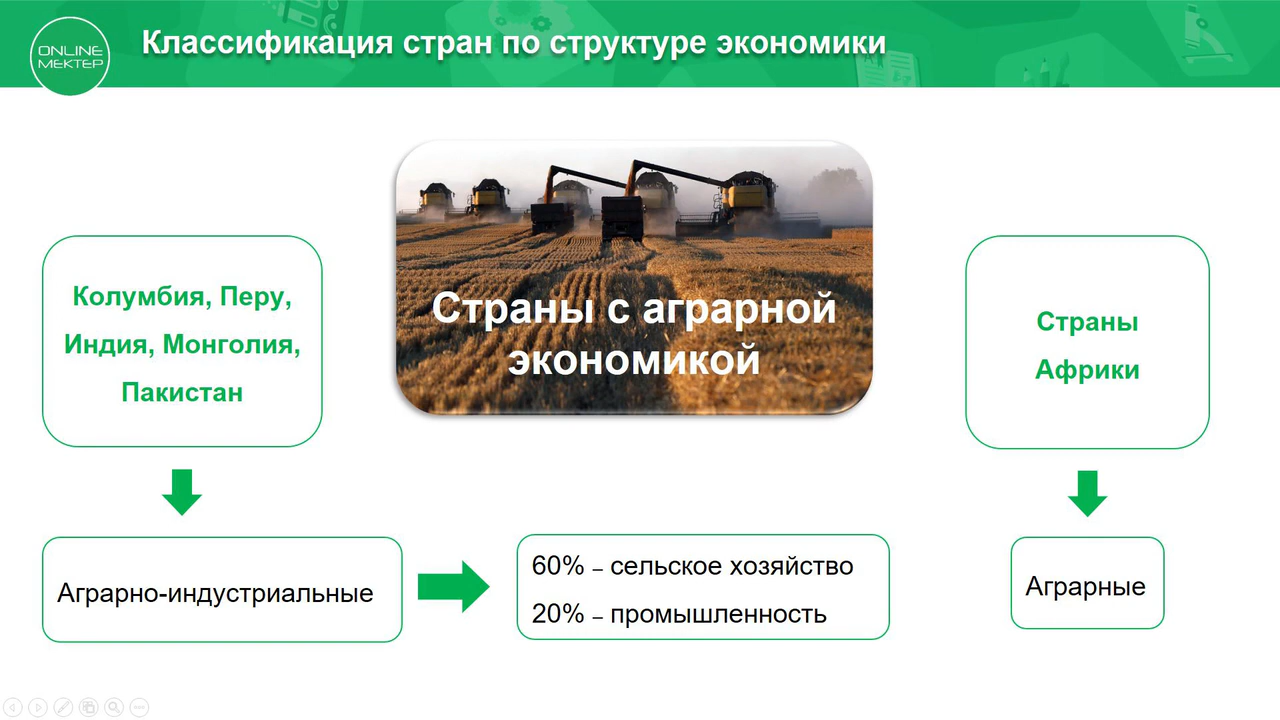 ONLINE
МЕКТЕР
Классификация стран по структуре экономики
Страны с аграрной
экономикой
Колумбия, Перу,
Индия, Монголия,
Пакистан
Страны
Африки
Аграрно-индустриальные
60% – сельское хозяйство
20% – промышленность
Аграрные